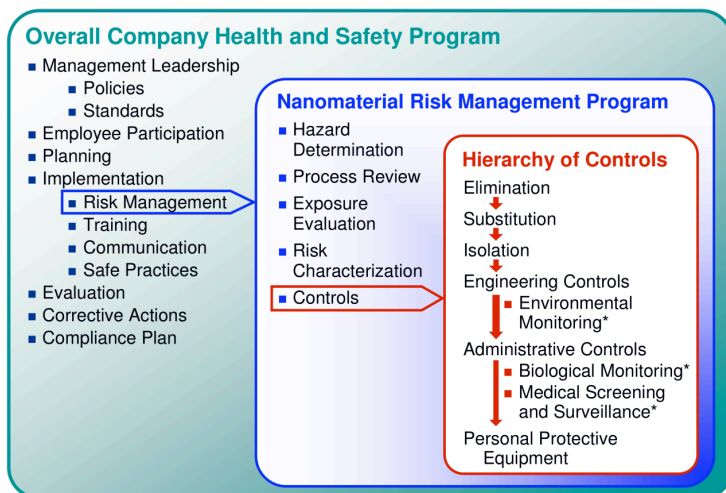 Overall Company Health and Safety Program
Management Leadership
Policies
Standards
Employee Participation
Planning
Implementation
Risk Management
Training
Communication
Safe Practices
Evaluation
Corrective Actions
Compliance Plan
Nanomaterial Risk Management Program
Hazard
Determination
Process Review
Exposure
Evaluation
Risk
Characterization
Controls
Hierarchy of Controls
Elimination
Substitution
Isolation
Engineering Controls
Environmental
Monitoring*
Administrative Controls
Biological Monitoring*
Medical Screening
and Surveillance*
Personal Protective
Equipment